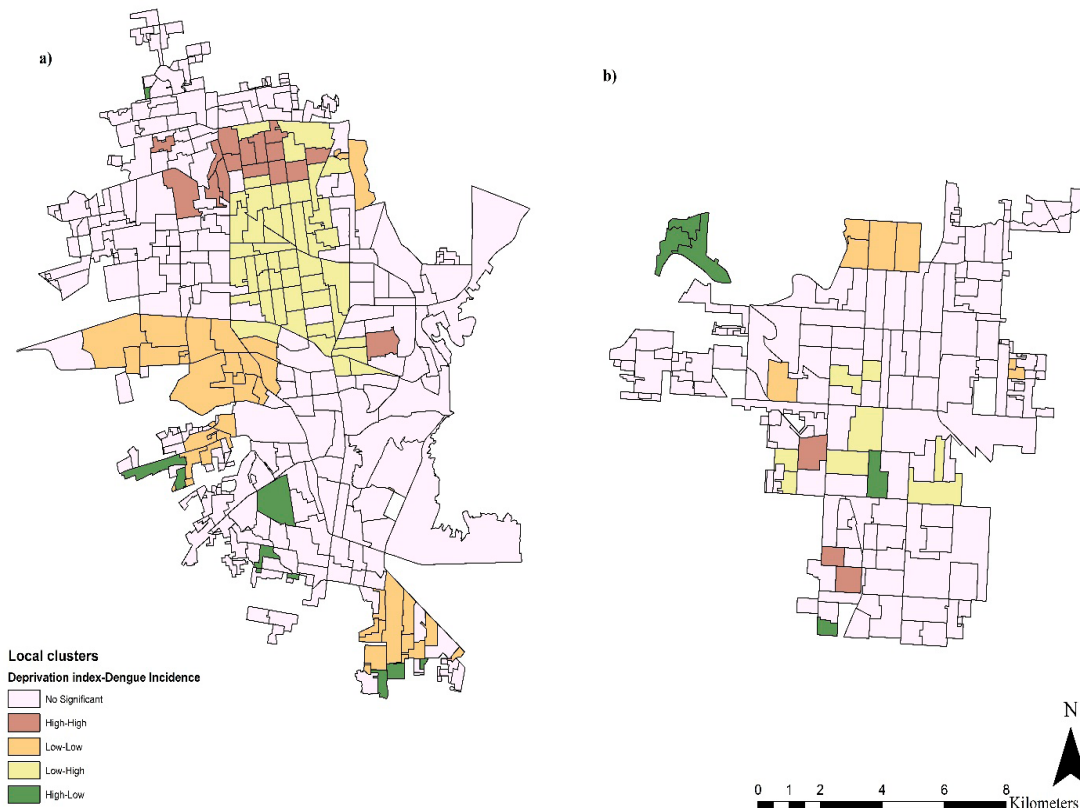 a)
b)
Local clusters
Deprivation index-Dengue Incidence
No Significant
High-High
Low-Low
Low-High
High-Low
N
0 1 2 4 6 8
Kilometers